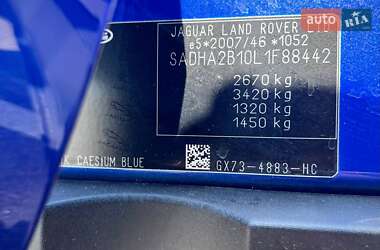 AUTO.RIA.com
JAGUAR LAND ROVER
e5*2007/46 *1052
SADHA2B10L1F88442
2670 kg
3420 kg
1320 kg
1450 kg
CAESIUM BLUE
GX73-4883-HC